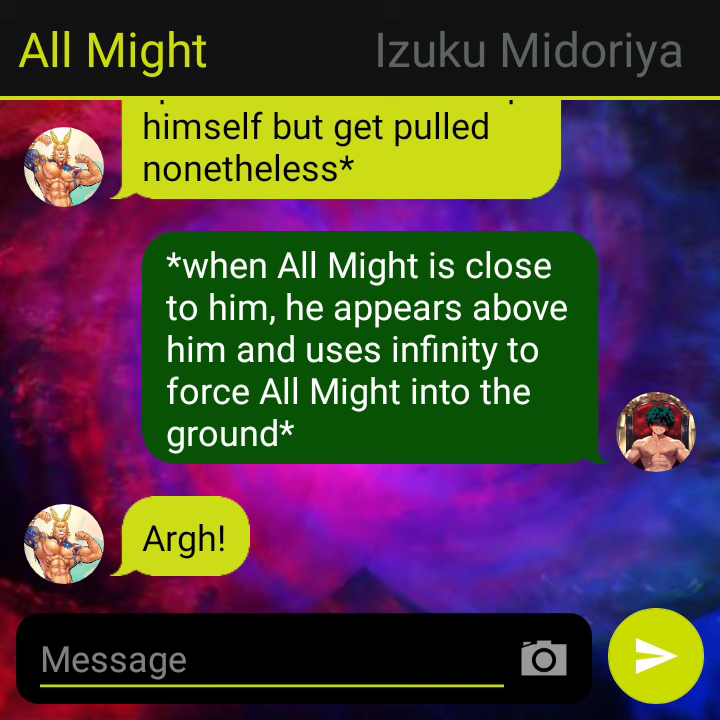 All Might Izuku Midoriya
himself but get pulled
nonetheless*
*when All Might is close
to him, he appears above
him and uses infinity to
force All Might into the
ground*
Argh!
Message